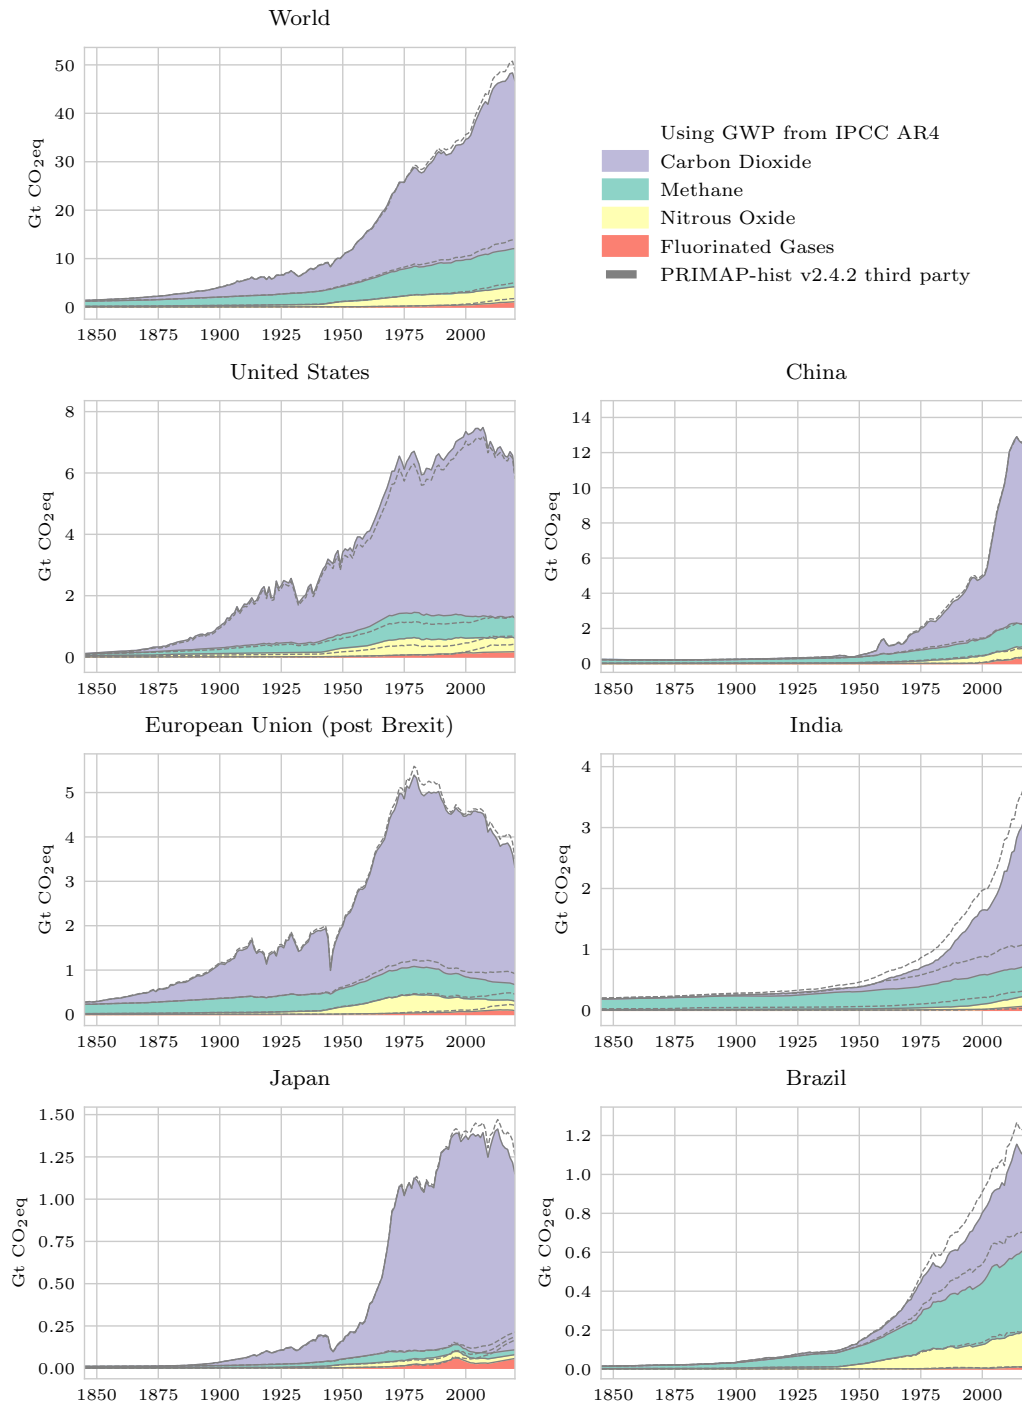 World
50
40
30
20
10
0
Gt CO₂eq
1850 1875 1900 1925 1950 1975 2000
Using GWP from IPCC AR4
Carbon Dioxide
Methane
Nitrous Oxide
Fluorinated Gases
PRIMAP-hist v2.4.2 third party
United States
8
6
4
2
0
Gt CO₂eq
1850 1875 1900 1925 1950 1975 2000
China
14
12
10
8
6
4
2
0
Gt CO₂eq
1850 1875 1900 1925 1950 1975 2000
European Union (post Brexit)
5
4
3
2
1
0
Gt CO₂eq
1850 1875 1900 1925 1950 1975 2000
India
4
3
2
1
0
Gt CO₂eq
1850 1875 1900 1925 1950 1975 2000
Japan
1.50
1.25
1.00
0.75
0.50
0.25
0.00
Gt CO₂eq
1850 1875 1900 1925 1950 1975 2000
Brazil
1.2
1.0
0.8
0.6
0.4
0.2
0.0
Gt CO₂eq
1850 1875 1900 1925 1950 1975 2000